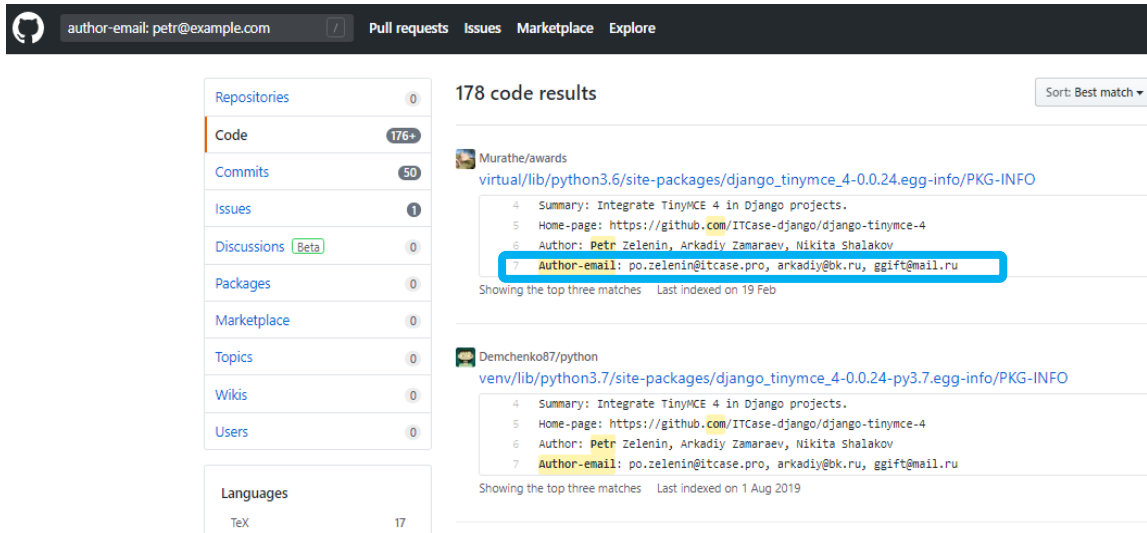 author-email: petr@example.com / Pull requests Issues Marketplace Explore
Repositories 0
Code 176+
Commits 50
Issues 1
Discussions Beta 0
Packages 0
Marketplace 0
Topics 0
Wikis 0
Users 0
Languages
TeX 17
178 code results Sort: Best match
Murathe/awards
virtual/lib/python3.6/site-packages/django_tinymce_4-0.0.24.egg-info/PKG-INFO
4 Summary: Integrate TinyMCE 4 in Django projects.
5 Home-page: https://github.com/ITCase-django/django-tinymce-4
6 Author: Petr Zelenin, Arkadiy Zamaraev, Nikita Shalakov
7 Author-email: po.zelenin@itcase.pro, arkadiy@bk.ru, ggift@mail.ru
Showing the top three matches Last indexed on 19 Feb
Demchenko87/python
venv/lib/python3.7/site-packages/django_tinymce_4-0.0.24-py3.7.egg-info/PKG-INFO
4 Summary: Integrate TinyMCE 4 in Django projects.
5 Home-page: https://github.com/ITCase-django/django-tinymce-4
6 Author: Petr Zelenin, Arkadiy Zamaraev, Nikita Shalakov
7 Author-email: po.zelenin@itcase.pro, arkadiy@bk.ru, ggift@mail.ru
Showing the top three matches Last indexed on 1 Aug 2019